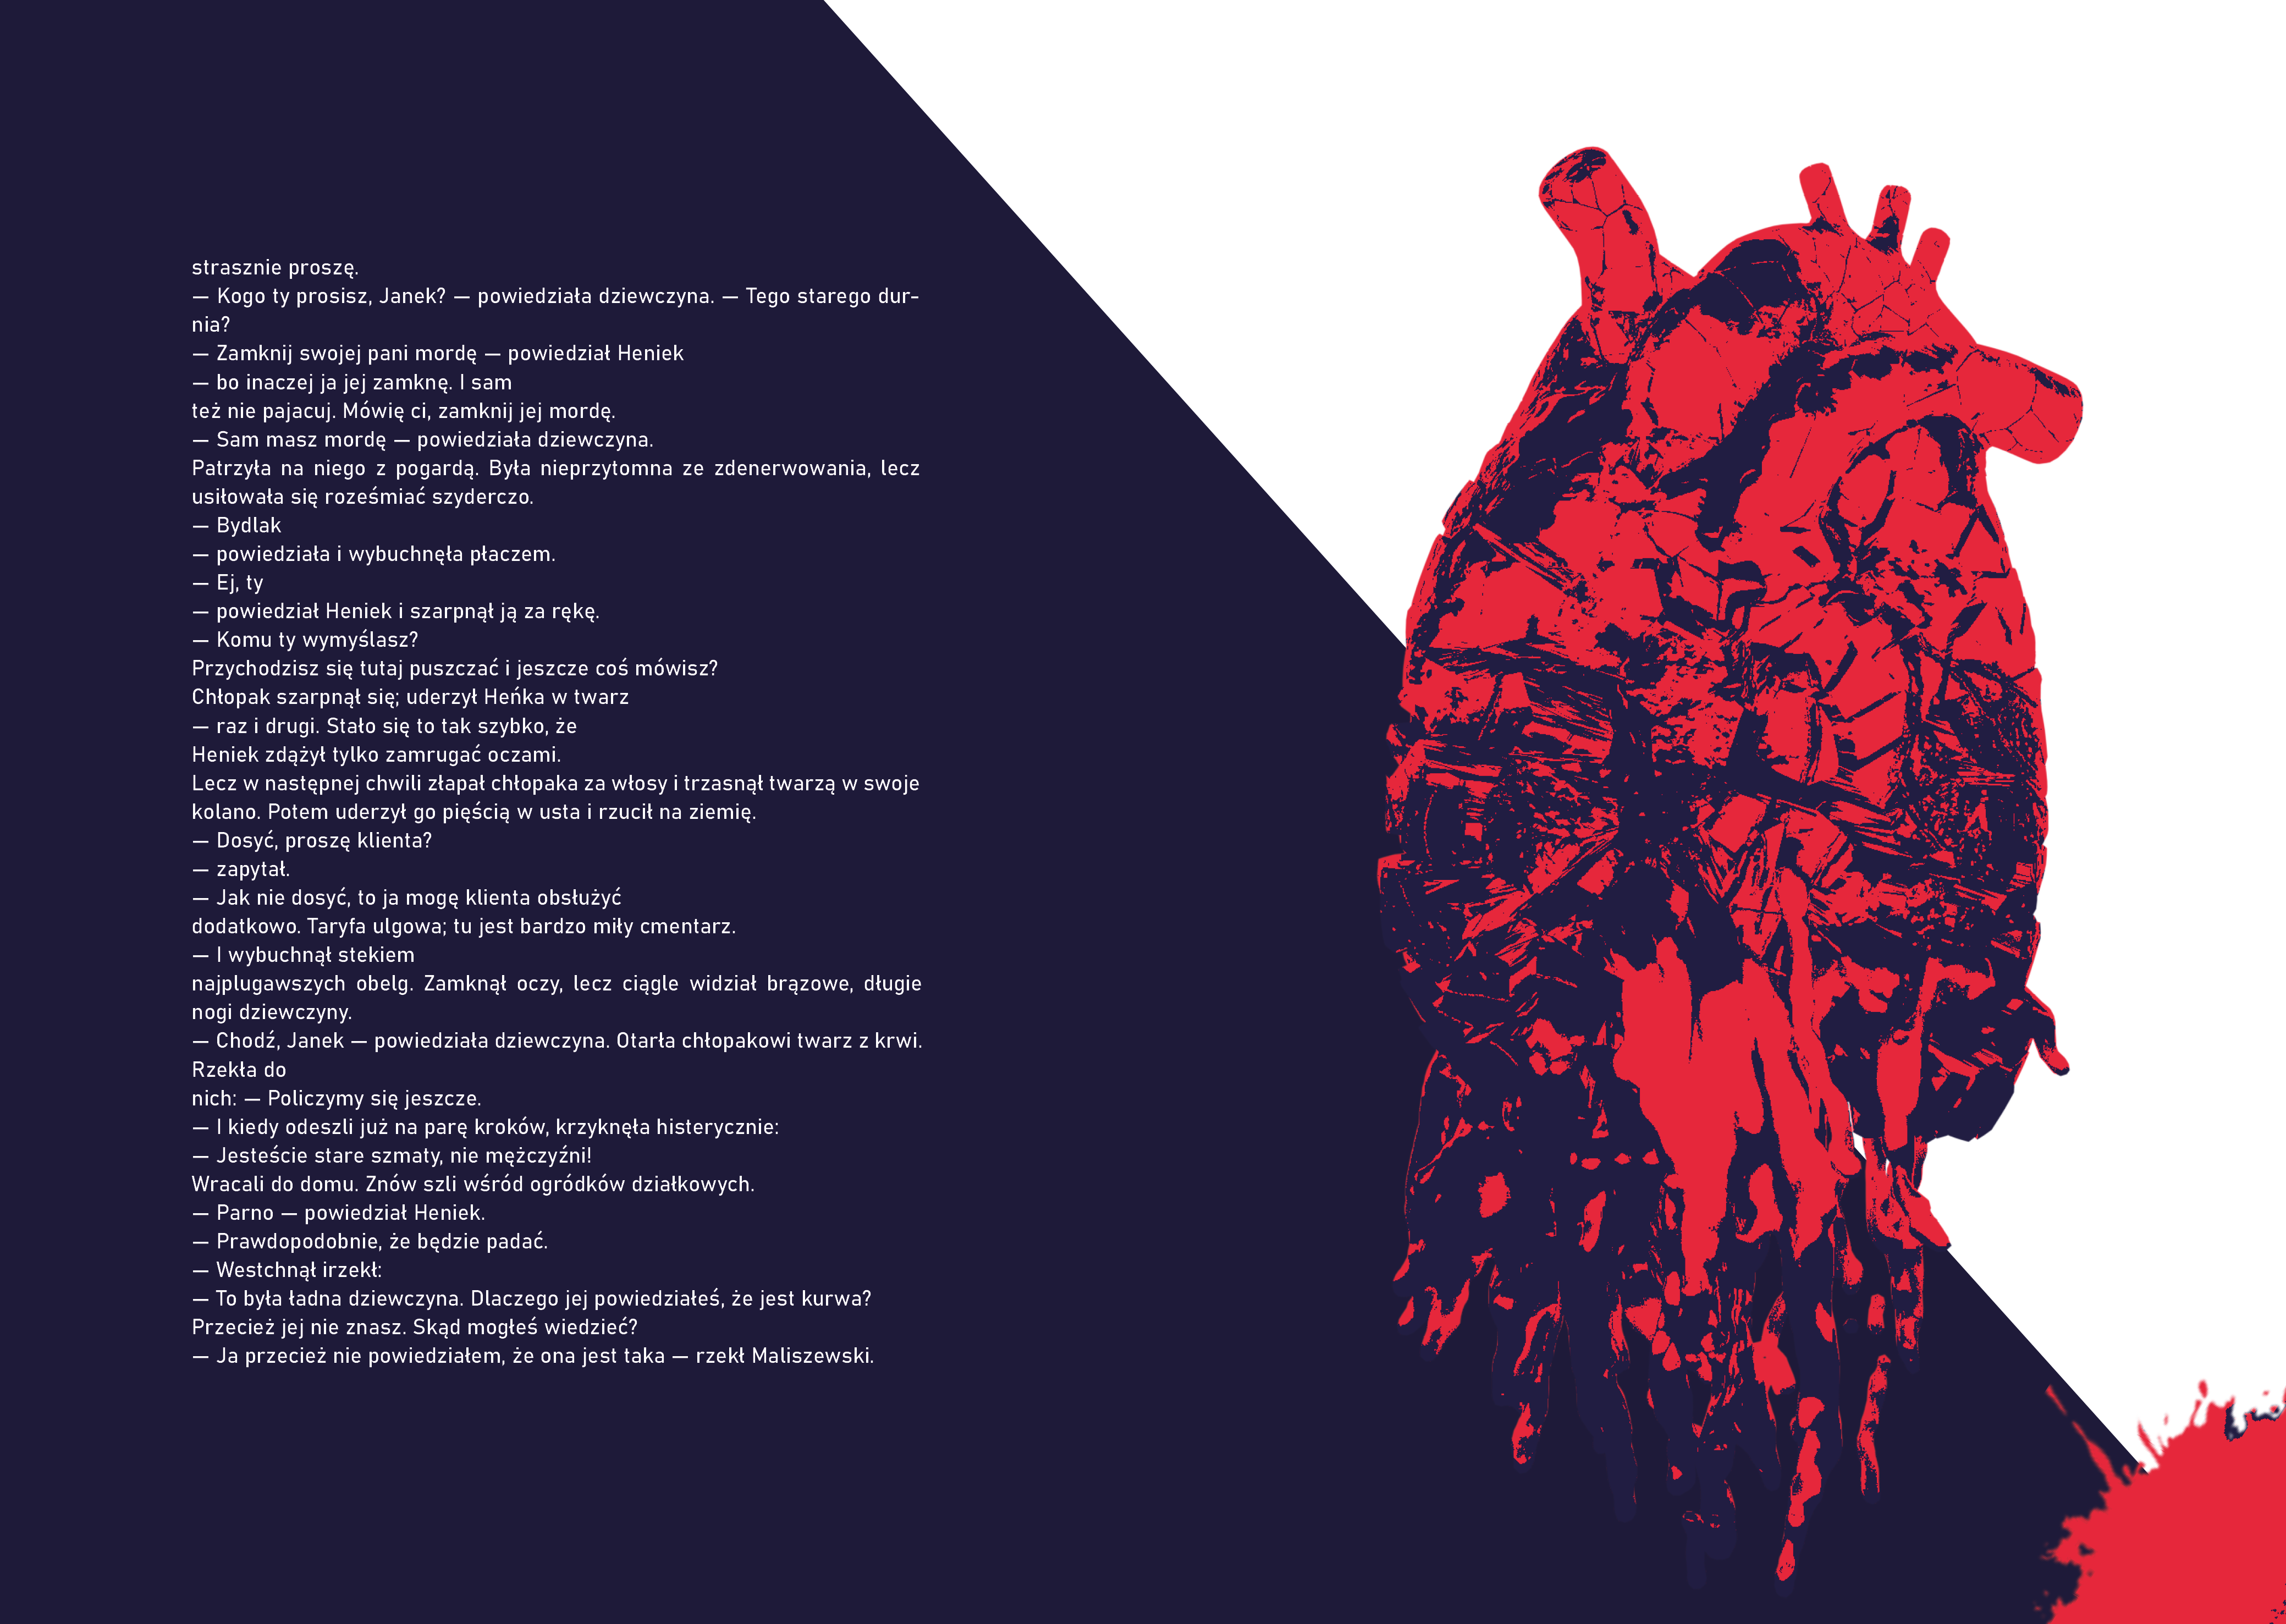 strasznie proszę.
— Kogo ty prosisz, Janek? — powiedziała dziewczyna. — Tego starego dur-
nia?
— Zamknij swojej pani mordę — powiedział Heniek
— bo inaczej ja jej zamknę. I sam
też nie pajacuj. Mówię ci, zamknij jej mordę.
— Sam masz mordę — powiedziała dziewczyna.
Patrzyła na niego z pogardą. Była nieprzytomna ze zdenerwowania, lecz
usiłowała się roześmiać szyderczo.
— Bydlak
— powiedziała i wybuchnęła płaczem.
— Ej, ty
— powiedział Heniek i szarpnął ją za rękę.
— Komu ty wymyślasz?
Przychodzisz się tutaj puszczać i jeszcze coś mówisz?
Chłopak szarpnął się; uderzył Heńka w twarz
— raz i drugi. Stało się to tak szybko, że
Heniek zdążył tylko zamrugać oczami.
Lecz w następnej chwili złapał chłopaka za włosy i trzasnął twarzą w swoje
kolano. Potem uderzył go pięścią w usta i rzucił na ziemię.
— Dosyć, proszę klienta?
— zapytał.
— Jak nie dosyć, to ja mogę klienta obsłużyć
dodatkowo. Taryfa ulgowa; tu jest bardzo miły cmentarz.
— I wybuchnął stekiem
najplugawszych obelg. Zamknął oczy, lecz ciągle widział brązowe, długie
nogi dziewczyny.
— Chodź, Janek — powiedziała dziewczyna. Otarła chłopakowi twarz z krwi.
Rzekła do
nich: — Policzymy się jeszcze.
— I kiedy odeszli już na parę kroków, krzyknęła histerycznie:
— Jesteście stare szmaty, nie mężczyźni!
Wracali do domu. Znów szli wśród ogródków działkowych.
— Parno — powiedział Heniek.
— Prawdopodobnie, że będzie padać.
— Westchnął irzekł:
— To była ładna dziewczyna. Dlaczego jej powiedziałeś, że jest kurwa?
Przecież jej nie znasz. Skąd mogłeś wiedzieć?
— Ja przecież nie powiedziałem, że ona jest taka — rzekł Maliszewski.